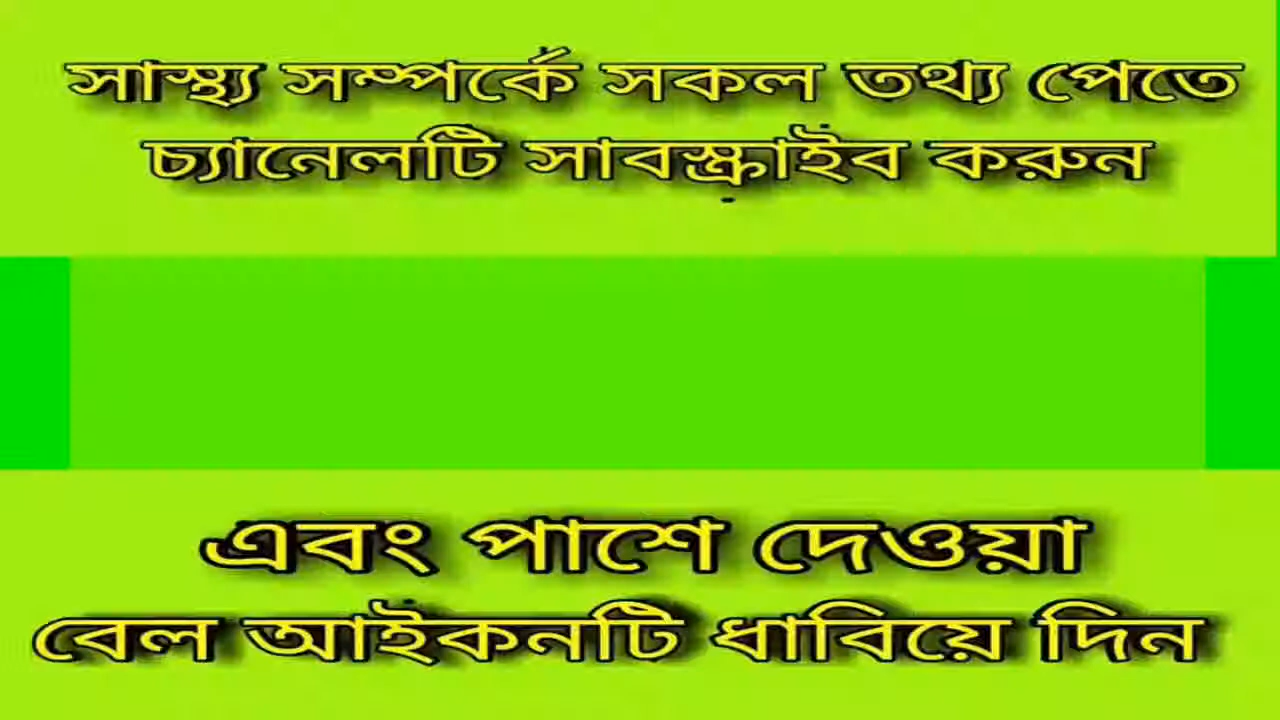 সাস্থ্য সম্পর্কে সকল তথ্য পেতে
চ্যানেলটি সাবস্ক্রাইব করুন
এবং পাশে দেওয়া
বেল আইকনটি ধাবিয়ে দিন